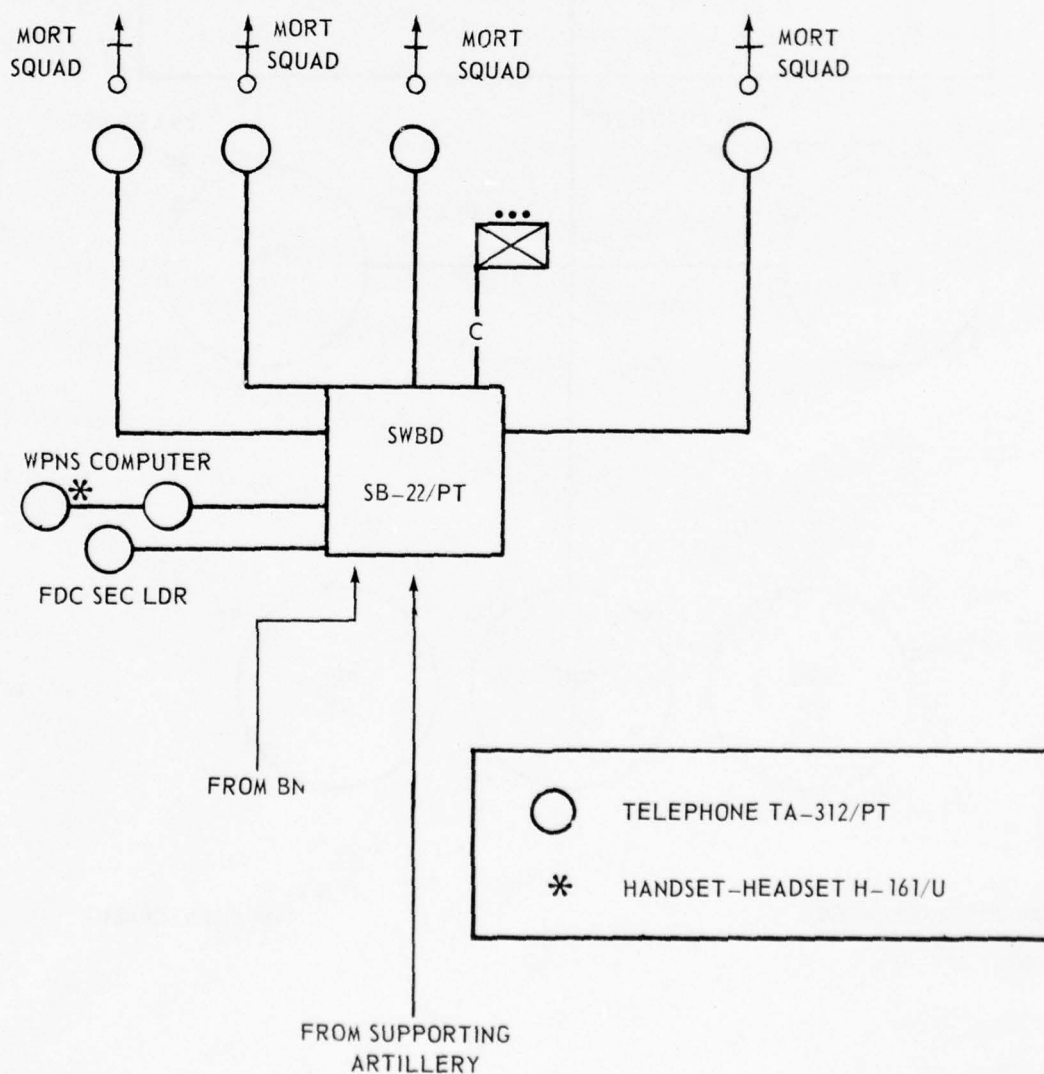 MORT
SQUAD
MORT
SQUAD
MORT
SQUAD
MORT
SQUAD
C
SWBD
SB-22/PT
WPNS COMPUTER
*
FDC SEC LDR
FROM BN
TELEPHONE TA-312/PT
* HANDSET-HEADSET H-161/U
FROM SUPPORTING
ARTILLERY